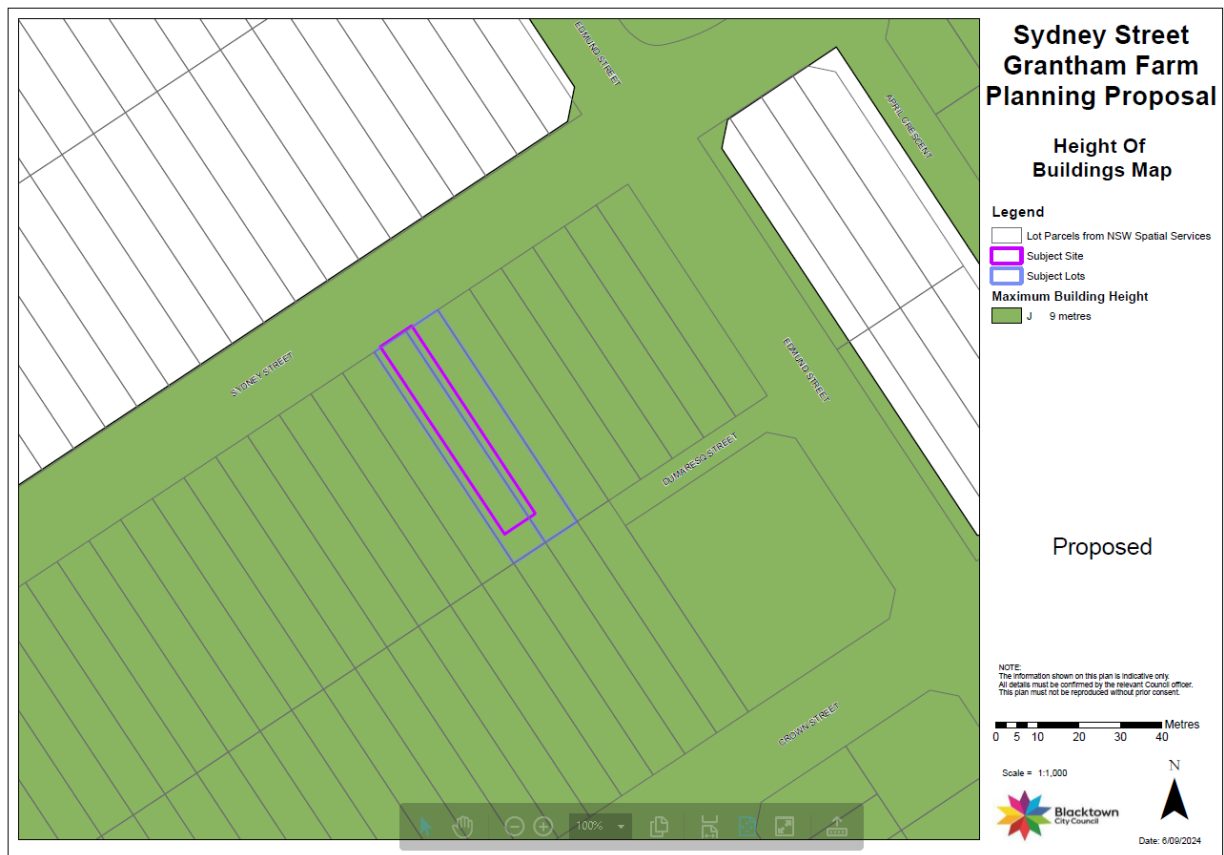 Sydney Street
Grantham Farm
Planning Proposal
Height Of
Buildings Map
Legend
Lot Parcels from NSW Spatial Services
Subject Site
Subject Lots
Maximum Building Height
J 9 metres
EDMUND STREET
APRIL CRESCENT
SYDNEY STREET
EDMUND STREET
DUMARESQ STREET
CROWN STREET
Proposed
NOTE:
The information shown on this plan is indicative only.
All details must be confirmed by the relevant Council officer.
This plan must not be reproduced without prior consent.
Metres
0 5 10 20 30 40
Scale = 1:1,000
N
Blacktown
City Council
Date: 6/09/2024
100%